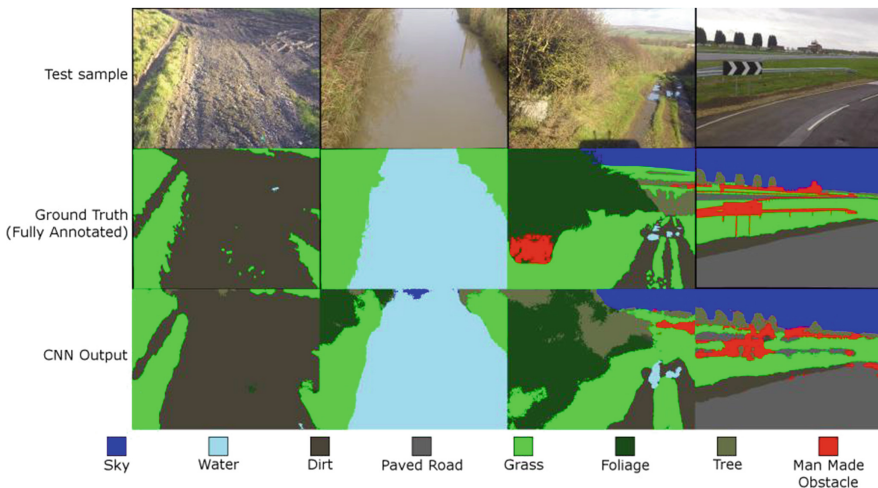 Test sample
Ground Truth
(Fully Annotated)
CNN Output
Sky
Water
Dirt
Paved Road
Grass
Foliage
Tree
Man Made
Obstacle